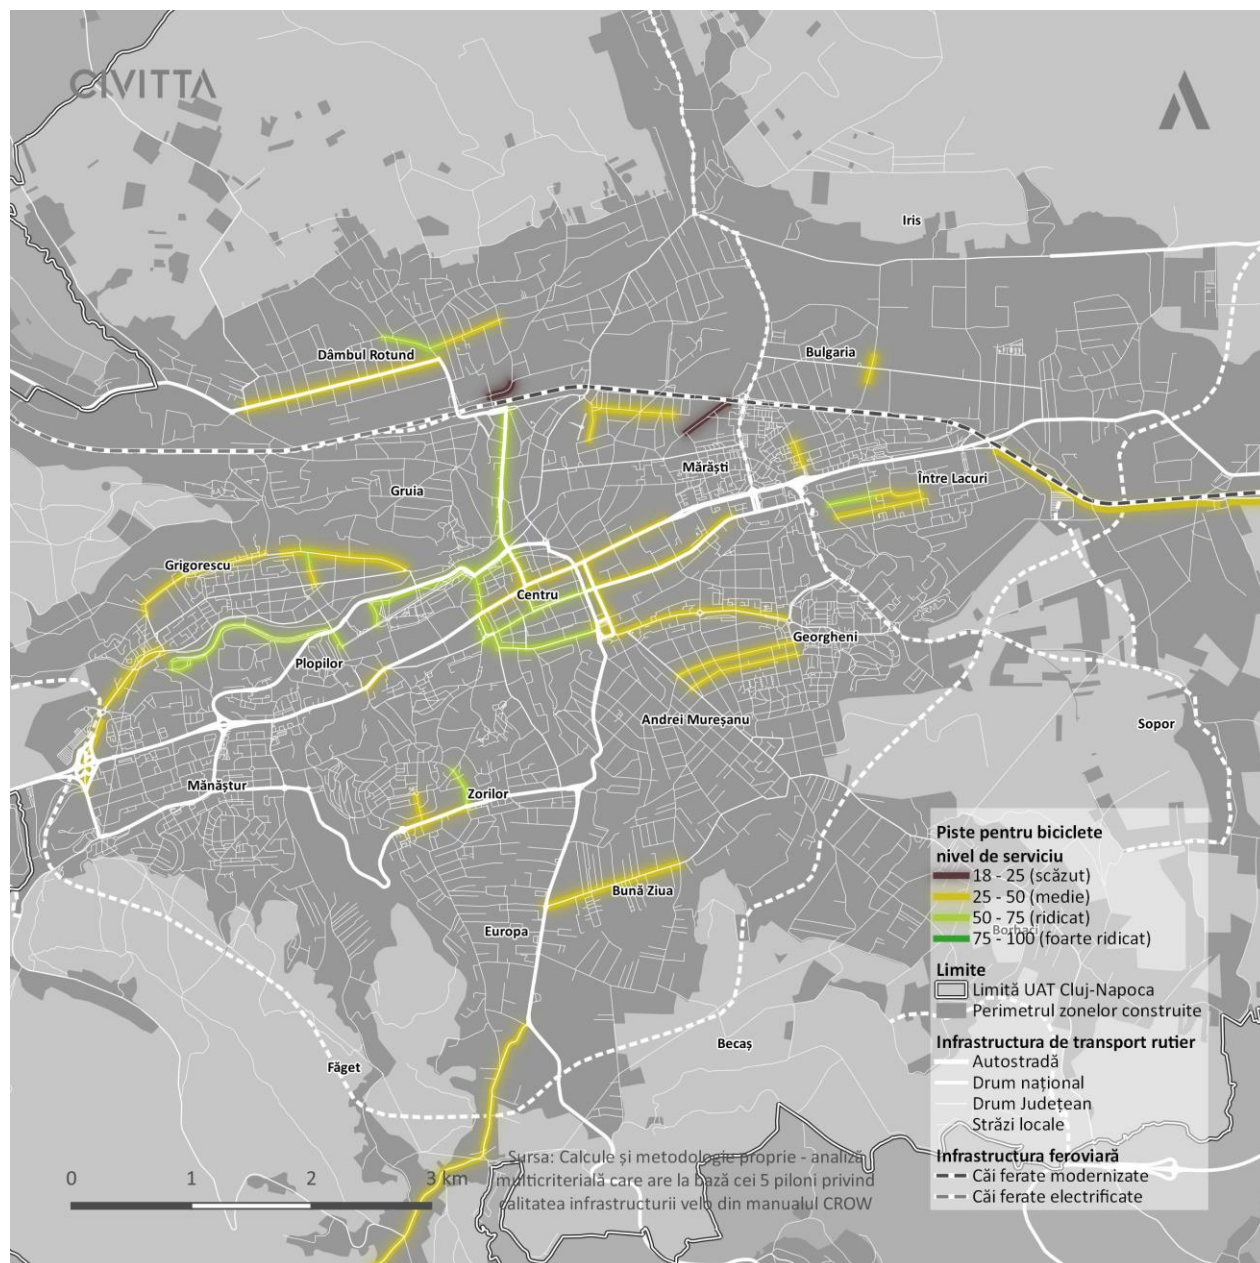 CIVITTA
Iris
Bulgaria
Dâmbul Rotund
Mărăști
Între Lacuri
Gruia
Grigorescu
Centru
Georgheni
Plopilor
Andrei Mureșanu
Sopor
Mănăștur
Zorilor
Bună Ziua
Europa
Becaș
Făget
Borhaci
Piste pentru biciclete
nivel de serviciu
18 - 25 (scăzut)
25 - 50 (medie)
50 - 75 (ridicat)
75 - 100 (foarte ridicat)
Limite
Limită UAT Cluj-Napoca
Perimetrul zonelor construite
Infrastructura de transport rutier
Autostradă
Drum național
Drum Județean
Străzi locale
Infrastructura feroviară
Căi ferate modernizate
Căi ferate electrificate
0 1 2 3 km
Sursa: Calcule și metodologie proprie - analiză
multicriterială care are la bază cei 5 piloni privind
calitatea infrastructurii velo din manualul CROW